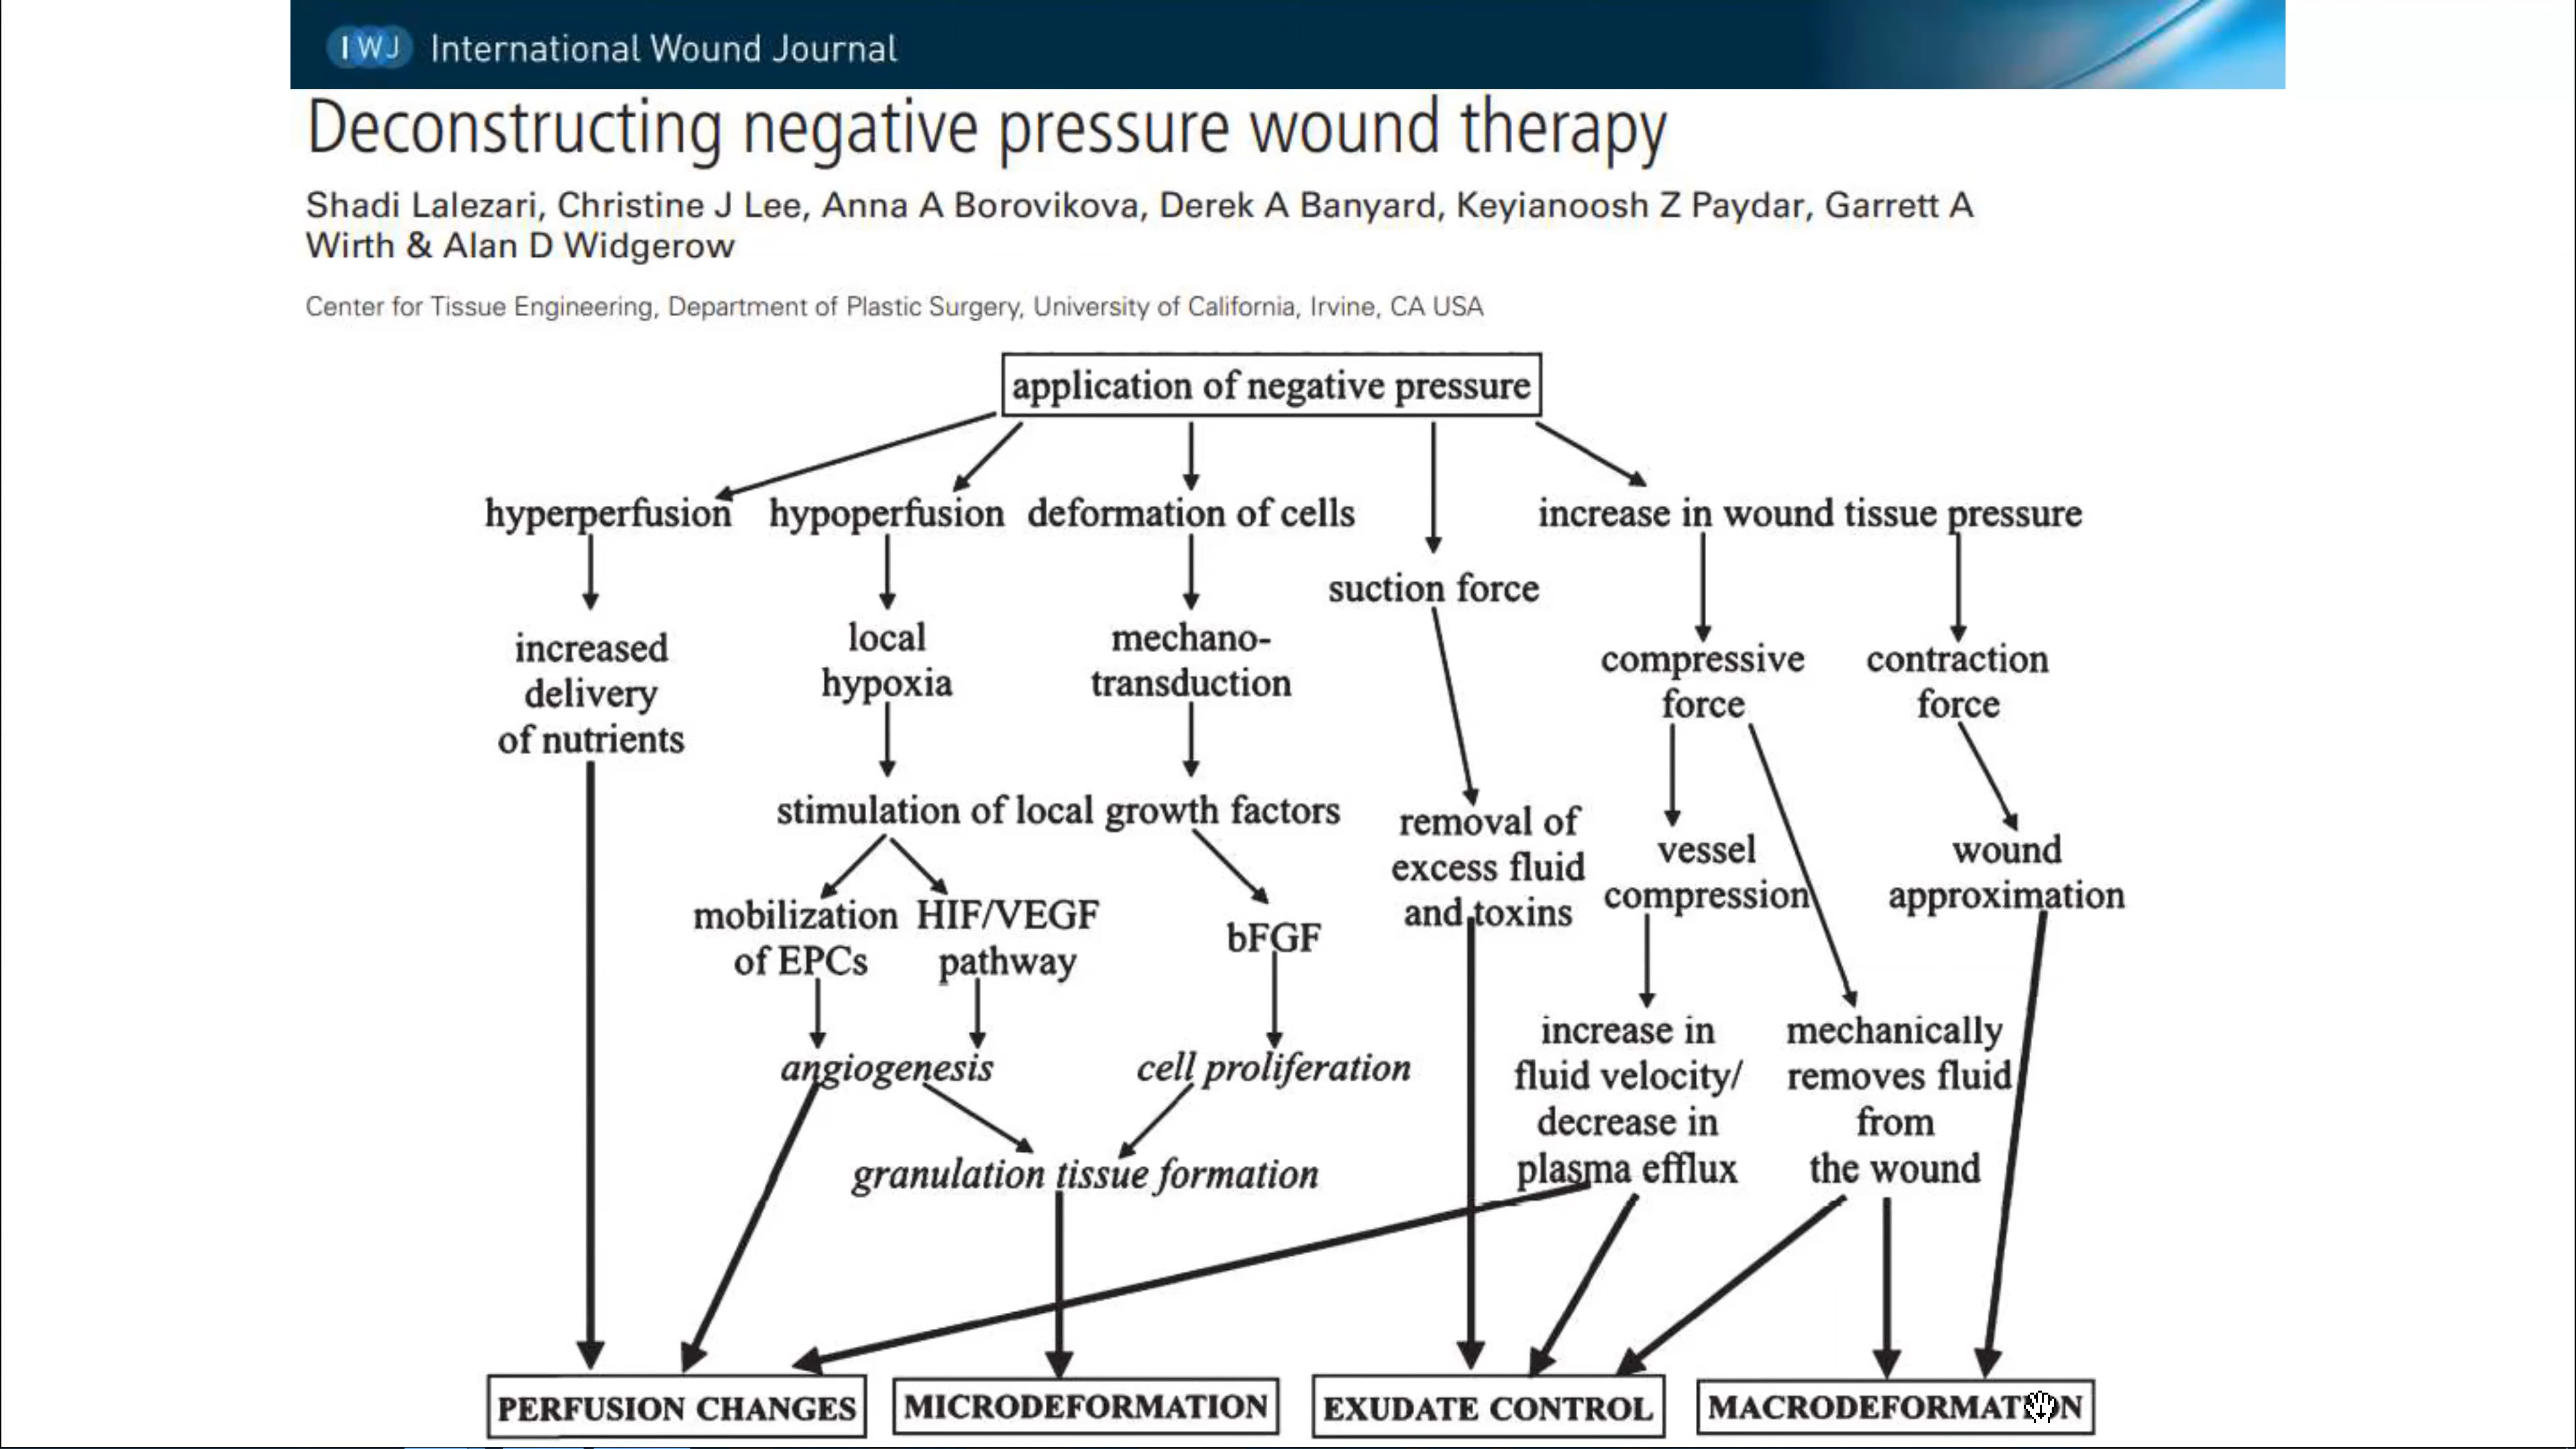 IWJ International Wound Journal
Deconstructing negative pressure wound therapy
Shadi Lalezari, Christine J Lee, Anna A Borovikova, Derek A Banyard, Keyianoosh Z Paydar, Garrett A
Wirth & Alan D Widgerow
Center for Tissue Engineering, Department of Plastic Surgery, University of California, Irvine, CA USA
application of negative pressure
hyperperfusion
hypoperfusion
deformation of cells
suction force
increase in wound tissue pressure
increased
delivery
of nutrients
local
hypoxia
mechano-
transduction
compressive
force
contraction
force
stimulation of local growth factors
removal of
excess fluid
and toxins
vessel
compression
wound
approximation
mobilization
of EPCs
HIF/VEGF
pathway
bFGF
angiogenesis
cell proliferation
increase in
fluid velocity/
decrease in
plasma efflux
mechanically
removes fluid
from
the wound
granulation tissue formation
PERFUSION CHANGES
MICRODEFORMATION
EXUDATE CONTROL
MACRODEFORMATION